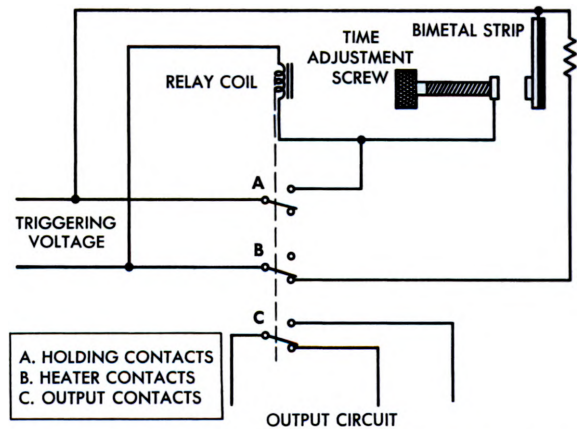 TIME
ADJUSTMENT
SCREW
BIMETAL STRIP
RELAY COIL
A
TRIGGERING
VOLTAGE
B
C
A. HOLDING CONTACTS
B. HEATER CONTACTS
C. OUTPUT CONTACTS
OUTPUT CIRCUIT